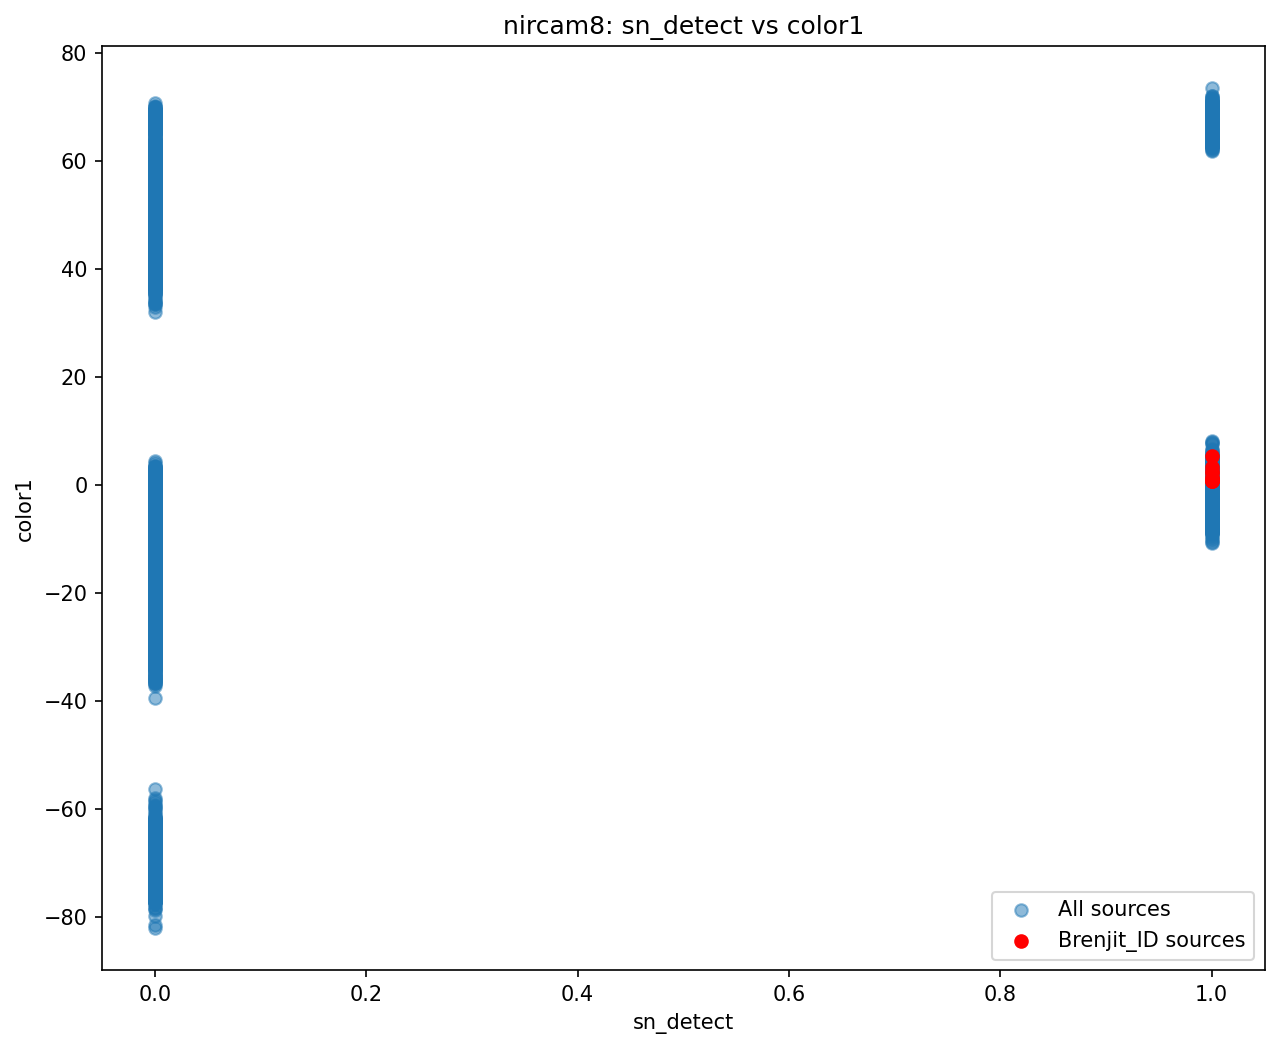 nircam8: sn_detect vs color1
80
60
40
20
0
−20
−40
−60
−80
color1
0.0 0.2 0.4 0.6 0.8 1.0
sn_detect
All sources
Brenjit_ID sources